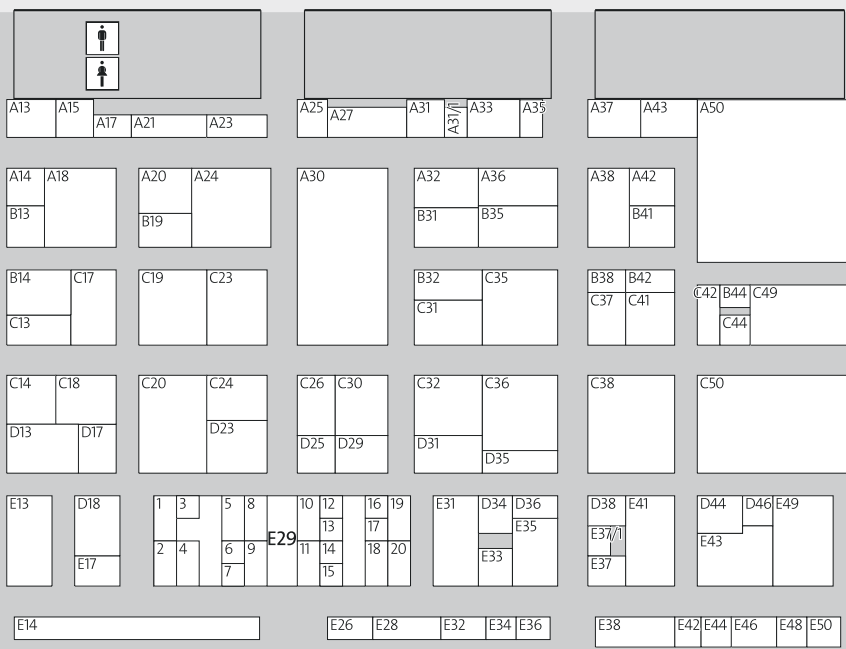 A13 A15 A25 A31 A31/1 A33 A35 A37 A43 A50
A17 A21 A23 A27
A14 A18 A20 A24 A30 A32 A36 A38 A42
B13 B19 B31 B35 B41
B14 C17 C19 C23 B32 C35 B38 B42
C13 C31 C37 C41 C42 B44 C49
C44
C14 C18 C20 C24 C26 C30 C32 C36 C38 C50
D13 D17 D23 D25 D29 D31 D35
E13 D18 1 3 5 8 10 12 16 19 E31 D34 D36 D38 E41 D44 D46 E49
13 17 E35 E37/1
E29
2 4 6 9 11 14 18 20 E33 E43
E17 7 15 E37
E14 E26 E28 E32 E34 E36 E38 E42 E44 E46 E48 E50